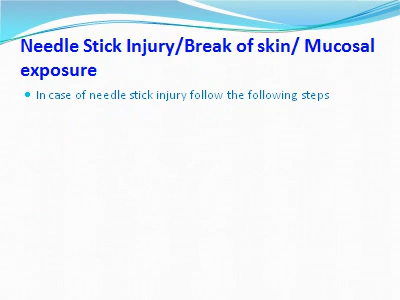 Needle Stick Injury/Break of skin/ Mucosal
exposure
In case of needle stick injury follow the following steps